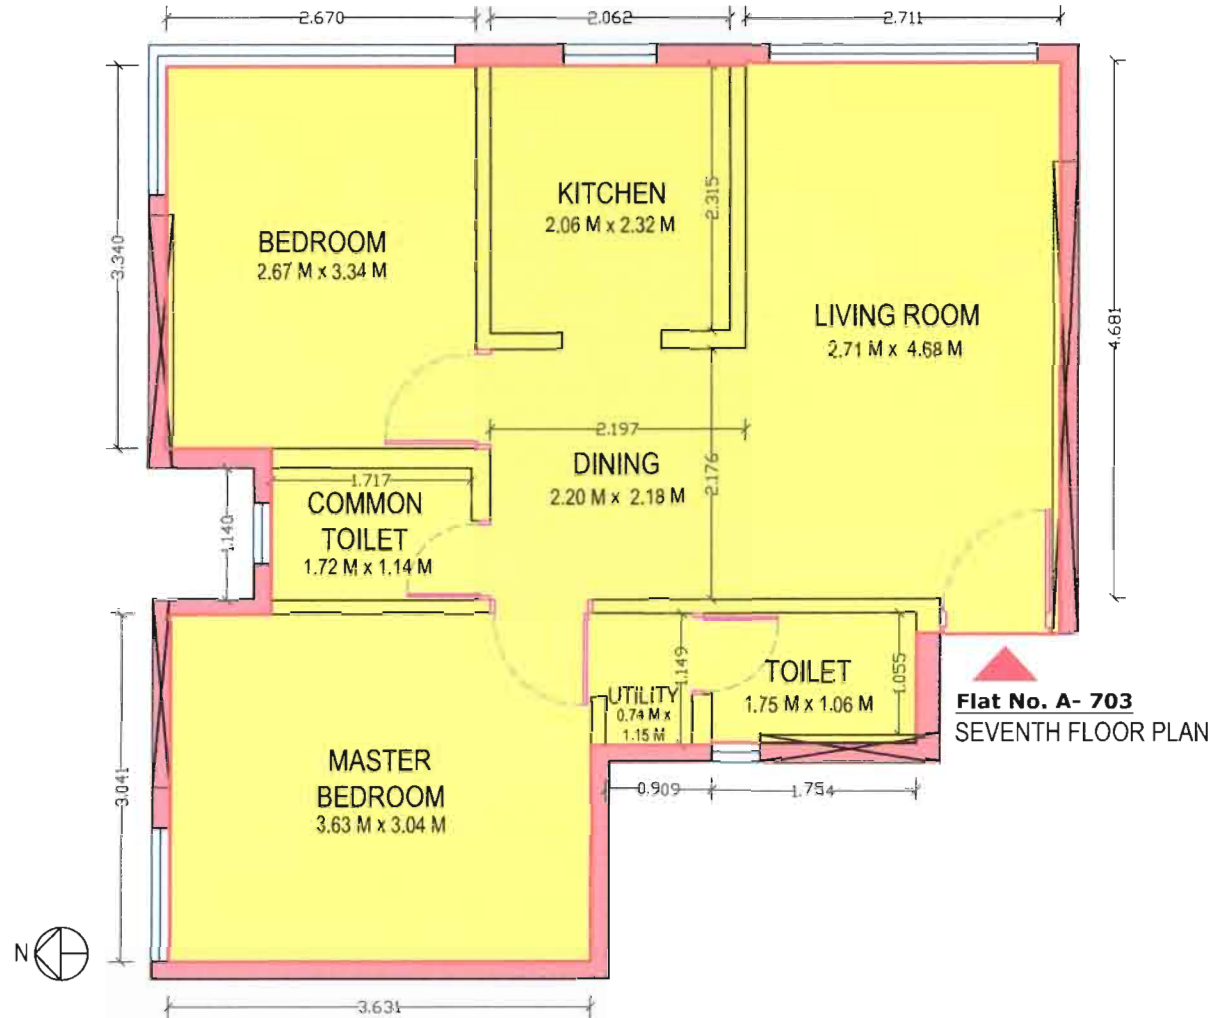 2.670
2.062
2.711
KITCHEN
2.06 M x 2.32 M
2.315
BEDROOM
2.67 M x 3.34 M
3.340
LIVING ROOM
2.71 M x 4.68 M
4.681
2.197
DINING
2.20 M x 2.18 M
2.176
1.717
COMMON
TOILET
1.72 M x 1.14 M
1.140
1.149
UTILITY
0.74 M x
1.15 M
TOILET
1.75 M x 1.06 M
1.055
Flat No. A- 703
SEVENTH FLOOR PLAN
MASTER
BEDROOM
3.63 M x 3.04 M
3.041
0.909
1.754
N
3.631